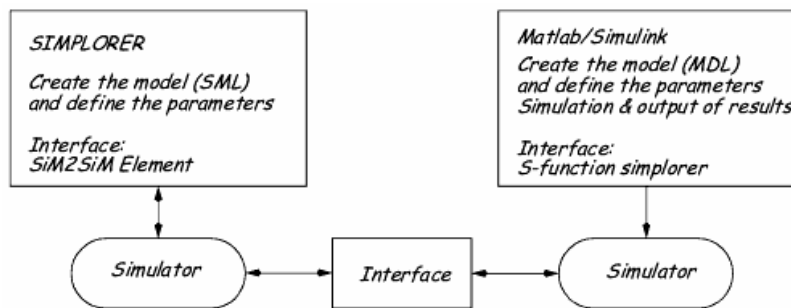 SIMPLORER
Create the model (SML)
and define the parameters
Interface:
SiM2SiM Element
Matlab/Simulink
Create the model (MDL)
and define the parameters
Simulation & output of results
Interface:
S-function simplorer
Simulator
Interface
Simulator